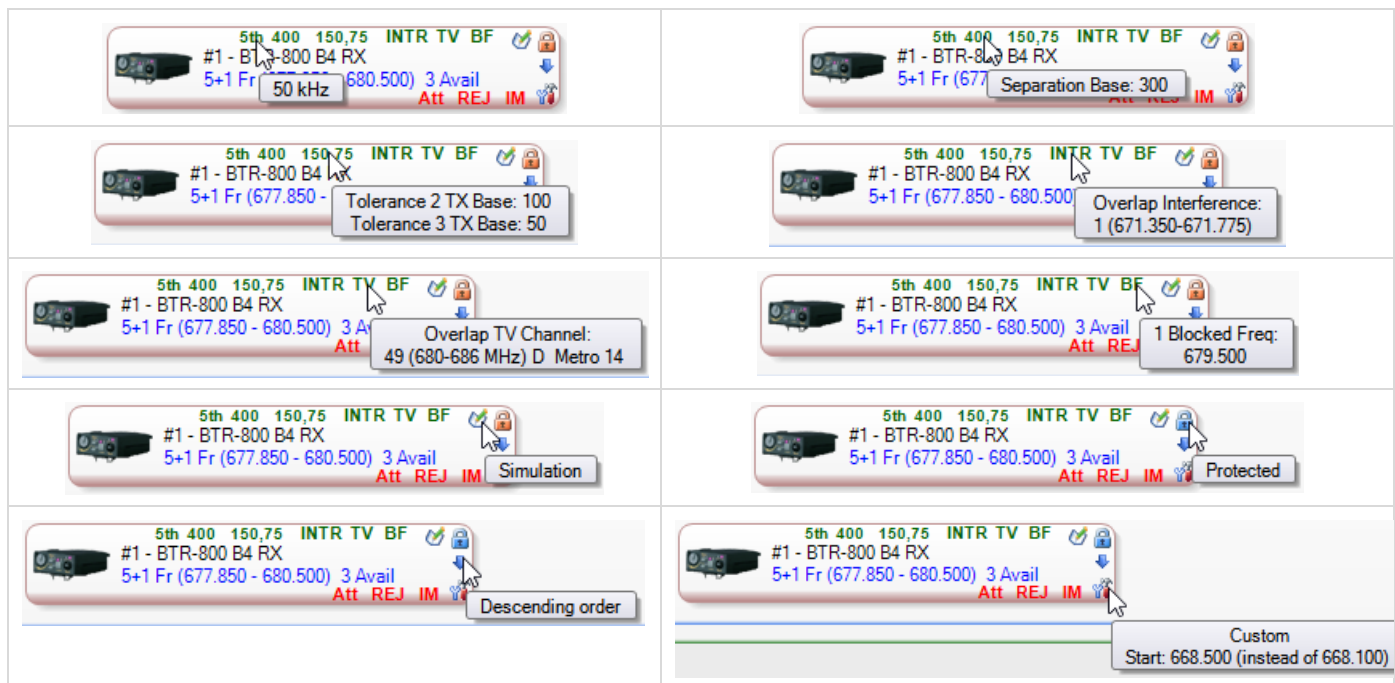 5th 400 150,75 INTR TV BF
#1 - BTR-800 B4 RX
5+1 Fr (677.850 - 680.500) 3 Avail
50 kHz
Att REJ IM
5th 400 150,75 INTR TV BF
#1 - BTR-800 B4 RX
5+1 Fr (677
Separation Base: 300
IM
5th 400 150,75 INTR TV BF
#1 - BTR-800 B4 RX
5+1 Fr (677.850 -
Tolerance 2 TX Base: 100
Tolerance 3 TX Base: 50
5th 400 150,75 INTR TV BF
#1 - BTR-800 B4 RX
5+1 Fr (677.850 - 680.500)
Overlap Interference:
1 (671.350-671.775)
5th 400 150,75 INTR TV BF
#1 - BTR-800 B4 RX
5+1 Fr (677.850 - 680.500) 3 Av
Att
Overlap TV Channel:
49 (680-686 MHz) D Metro 14
5th 400 150,75 INTR TV BF
#1 - BTR-800 B4 RX
5+1 Fr (677.850 - 680.500) 3 Avail
Att REJ
1 Blocked Freq:
679.500
5th 400 150,75 INTR TV BF
#1 - BTR-800 B4 RX
5+1 Fr (677.850 - 680.500) 3 Avail
Att REJ IM
Simulation
5th 400 150,75 INTR TV BF
#1 - BTR-800 B4 RX
5+1 Fr (677.850 - 680.500) 3 Avail
Att REJ IM
Protected
5th 400 150,75 INTR TV BF
#1 - BTR-800 B4 RX
5+1 Fr (677.850 - 680.500) 3 Avail
Att REJ IM
Descending order
5th 400 150,75 INTR TV BF
#1 - BTR-800 B4 RX
5+1 Fr (677.850 - 680.500) 3 Avail
Att REJ IM
Custom
Start: 668.500 (instead of 668.100)